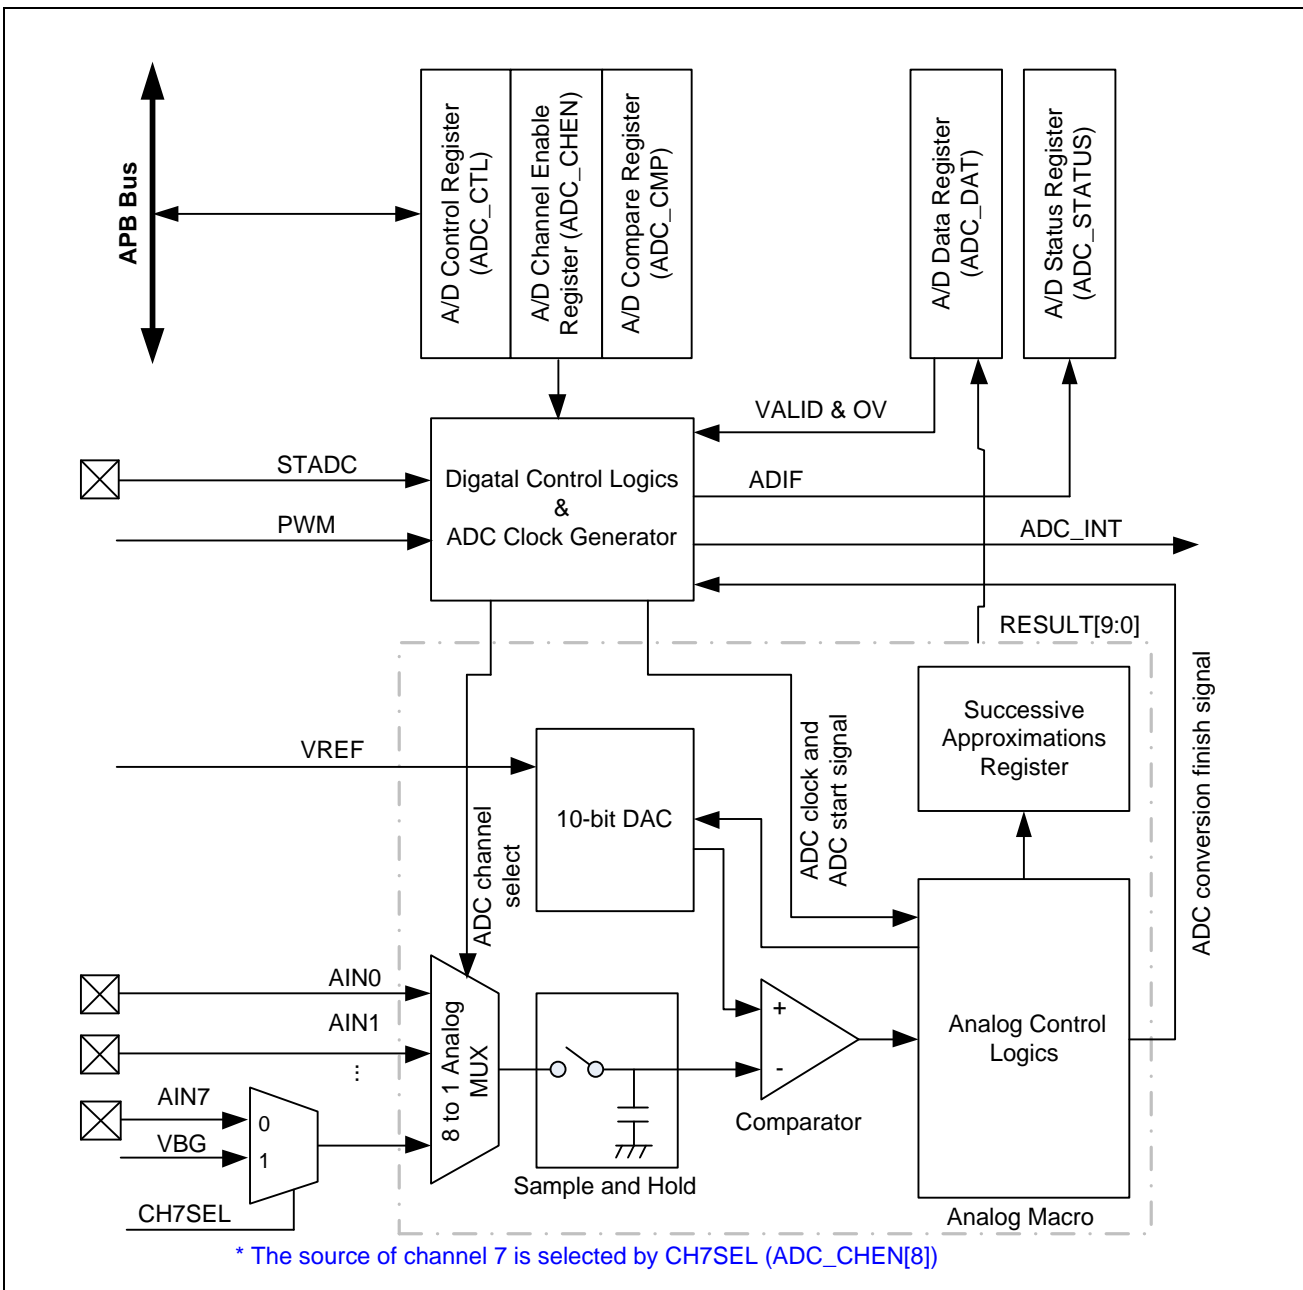 APB Bus
A/D Control Register
(ADC_CTL)
A/D Channel Enable
Register (ADC_CHEN)
A/D Compare Register
(ADC_CMP)
A/D Data Register
(ADC_DAT)
A/D Status Register
(ADC_STATUS)
VALID & OV
STADC
Digatal Control Logics
&
ADC Clock Generator
ADIF
PWM
ADC_INT
RESULT[9:0]
Successive
Approximations
Register
VREF
10-bit DAC
ADC channel
select
ADC clock and
ADC start signal
ADC conversion finish signal
AIN0
AIN1
...
AIN7
VBG
0
1
CH7SEL
8 to 1 Analog
MUX
Sample and Hold
+
-
Comparator
Analog Control
Logics
Analog Macro
* The source of channel 7 is selected by CH7SEL (ADC_CHEN[8])